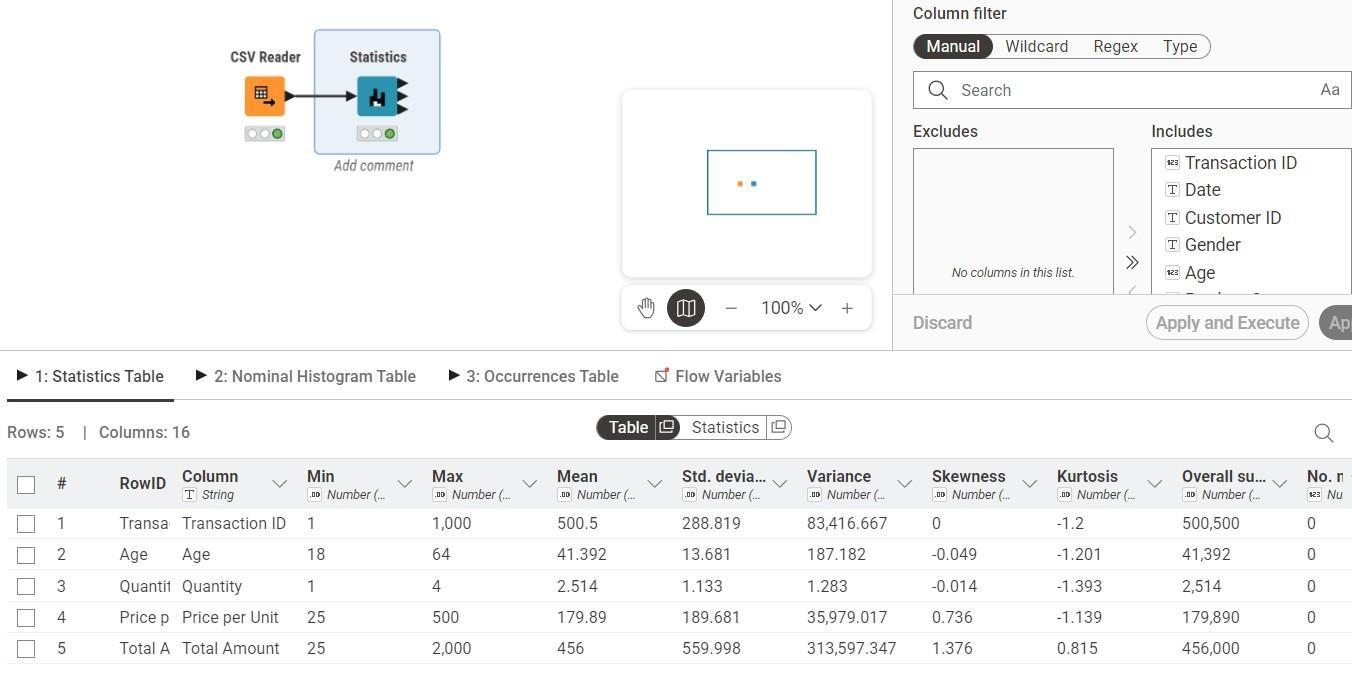 Column filter
Manual Wildcard Regex Type
Search Aa
Excludes Includes
No columns in this list.
Transaction ID
Date
Customer ID
Gender
Age
Discard Apply and Execute Ap
CSV Reader Statistics
Add comment
100%
1: Statistics Table 2: Nominal Histogram Table 3: Occurrences Table Flow Variables
Rows: 5 | Columns: 16 Table Statistics
# RowID Column Min Max Mean Std. devia... Variance Skewness Kurtosis Overall su... No. n
T String Number (... Number (... Number (... Number (... Number (... Number (... Number (... Number (... Nu
1 Transa Transaction ID 1 1,000 500.5 288.819 83,416.667 0 -1.2 500,500 0
2 Age Age 18 64 41.392 13.681 187.182 -0.049 -1.201 41,392 0
3 Quantit Quantity 1 4 2.514 1.133 1.283 -0.014 -1.393 2,514 0
4 Price p Price per Unit 25 500 179.89 189.681 35,979.017 0.736 -1.139 179,890 0
5 Total A Total Amount 25 2,000 456 559.998 313,597.347 1.376 0.815 456,000 0